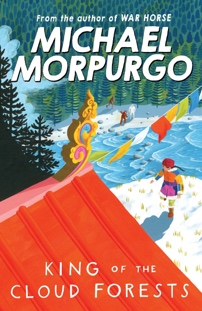 From the author of WAR HORSE
MICHAEL
MORPURGO
KING OF THE
CLOUD FORESTS